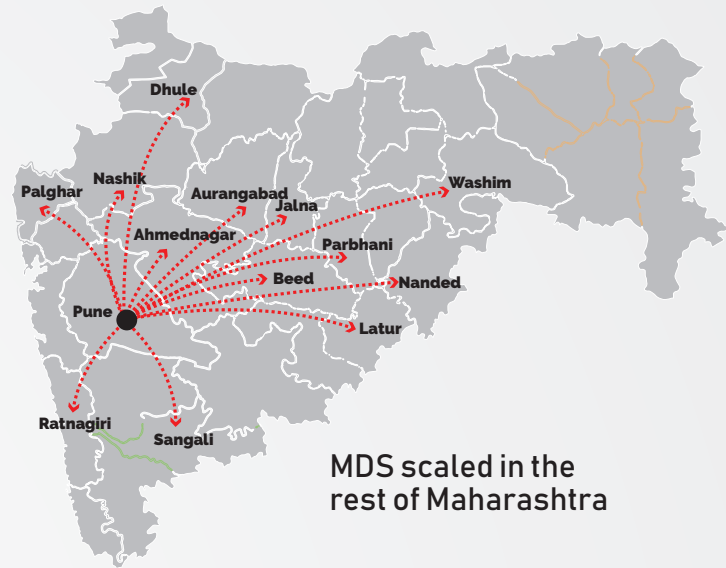 Dhule
Nashik
Palghar
Aurangabad
Washim
Jalna
Ahmednagar
Parbhani
Beed
Nanded
Pune
Latur
Ratnagiri
Sangali
MDS scaled in the
rest of Maharashtra